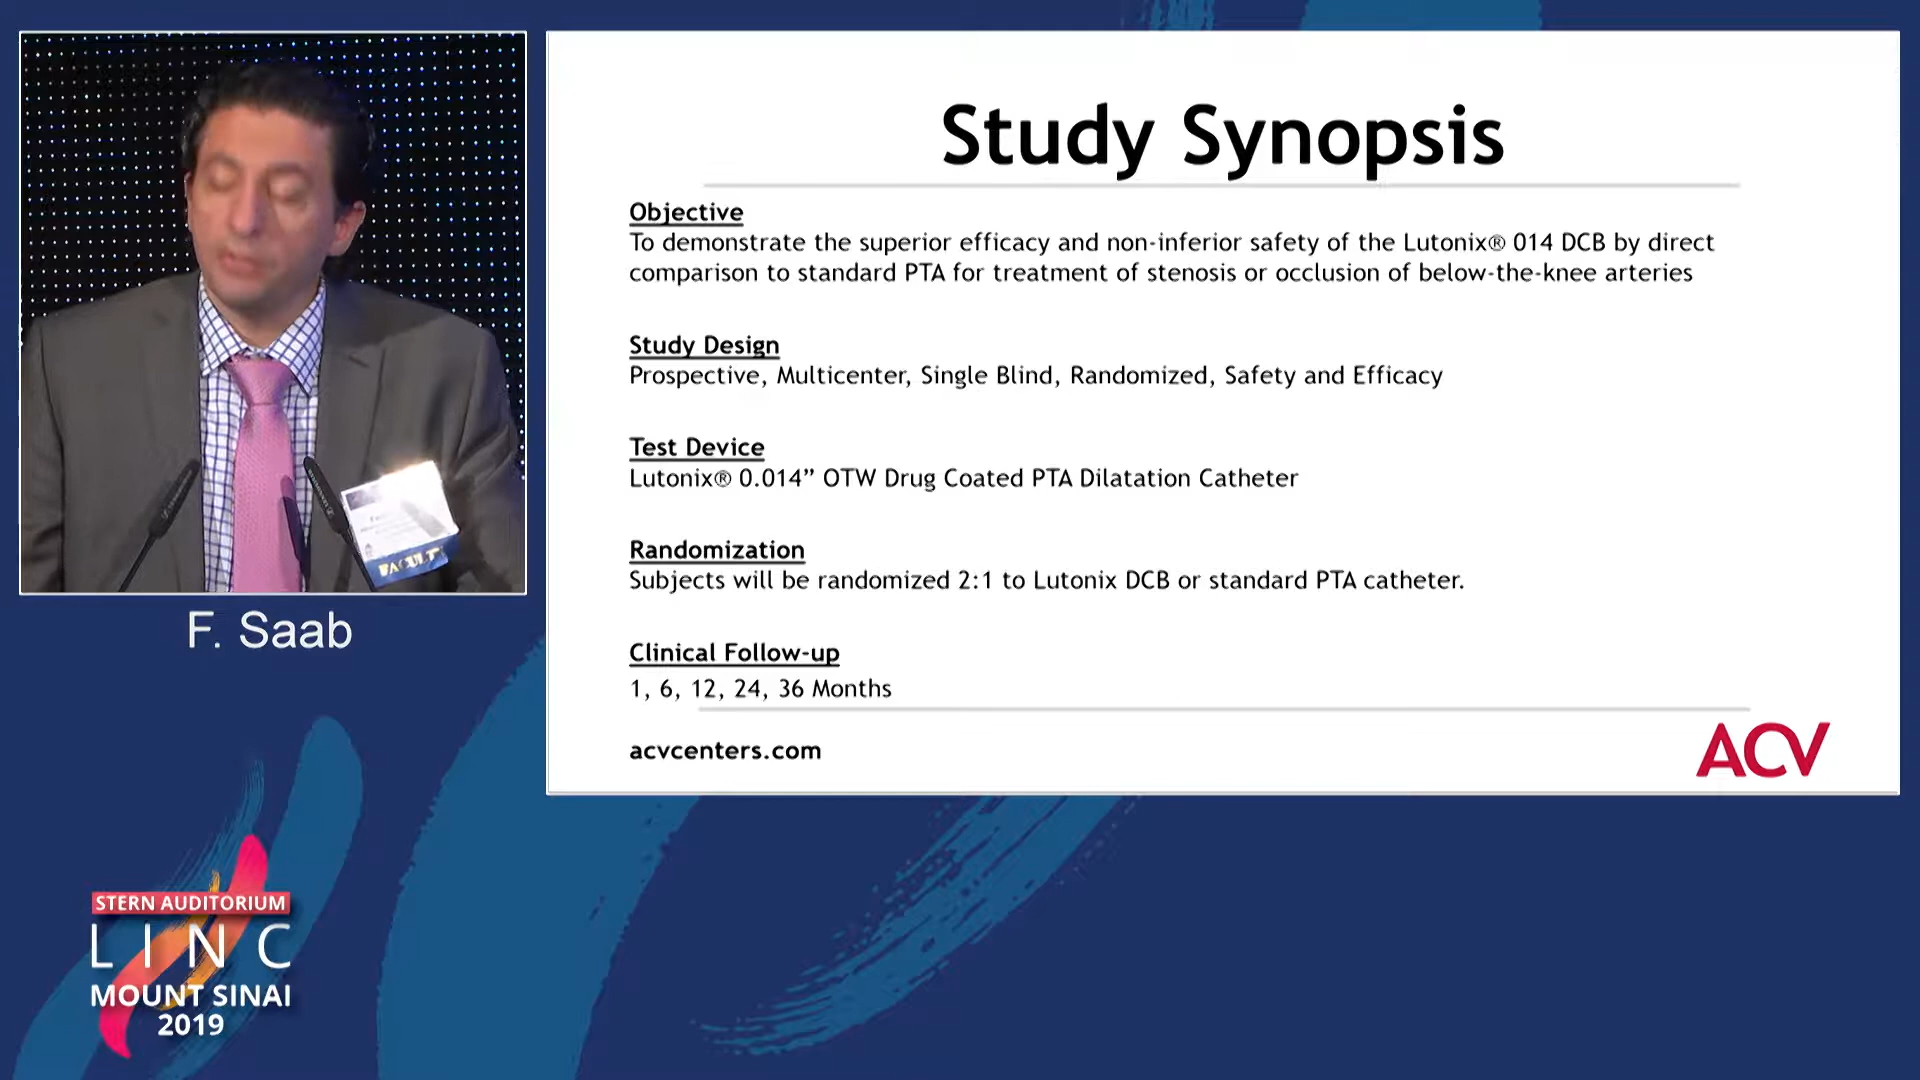 Study Synopsis
Objective
To demonstrate the superior efficacy and non-inferior safety of the Lutonix® 014 DCB by direct
comparison to standard PTA for treatment of stenosis or occlusion of below-the-knee arteries
Study Design
Prospective, Multicenter, Single Blind, Randomized, Safety and Efficacy
Test Device
Lutonix® 0.014” OTW Drug Coated PTA Dilatation Catheter
Randomization
Subjects will be randomized 2:1 to Lutonix DCB or standard PTA catheter.
Clinical Follow-up
1, 6, 12, 24, 36 Months
acvcenters.com
ACV
FACULTY
F. Saab
STERN AUDITORIUM
LINC
MOUNT SINAI
2019